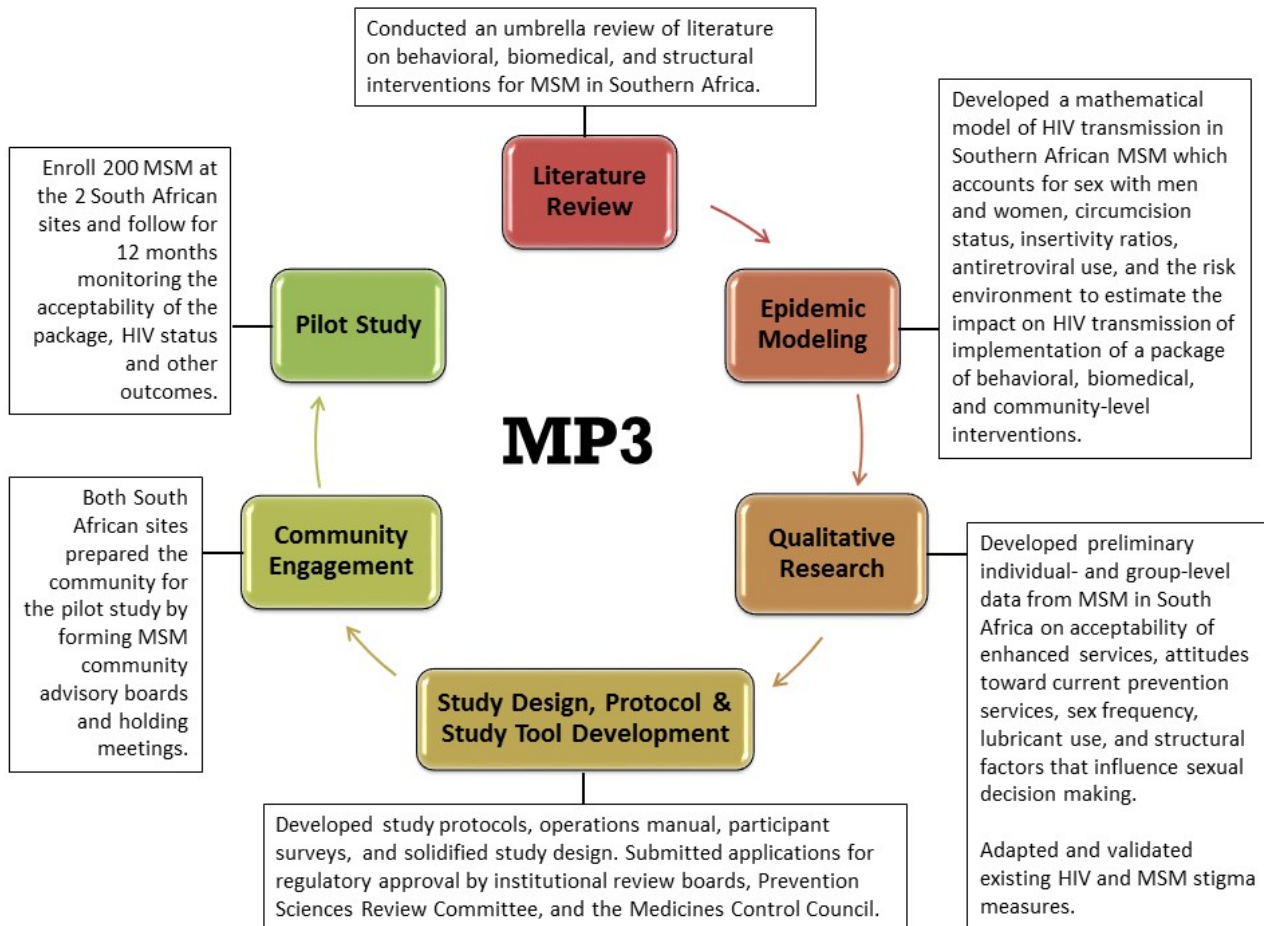 Conducted an umbrella review of literature
on behavioral, biomedical, and structural
interventions for MSM in Southern Africa.
Literature
Review
Developed a mathematical
model of HIV transmission in
Southern African MSM which
accounts for sex with men
and women, circumcision
status, insertivity ratios,
antiretroviral use, and the risk
environment to estimate the
impact on HIV transmission of
implementation of a package
of behavioral, biomedical,
and community-level
interventions.
Epidemic
Modeling
Qualitative
Research
Developed preliminary
individual- and group-level
data from MSM in South
Africa on acceptability of
enhanced services, attitudes
toward current prevention
services, sex frequency,
lubricant use, and structural
factors that influence sexual
decision making.
Adapted and validated
existing HIV and MSM stigma
measures.
Study Design, Protocol &
Study Tool Development
Developed study protocols, operations manual, participant
surveys, and solidified study design. Submitted applications for
regulatory approval by institutional review boards, Prevention
Sciences Review Committee, and the Medicines Control Council.
Community
Engagement
Both South
African sites
prepared the
community for
the pilot study by
forming MSM
community
advisory boards
and holding
meetings.
Pilot Study
Enroll 200 MSM at
the 2 South African
sites and follow for
12 months
monitoring the
acceptability of the
package, HIV status
and other
outcomes.
MP3